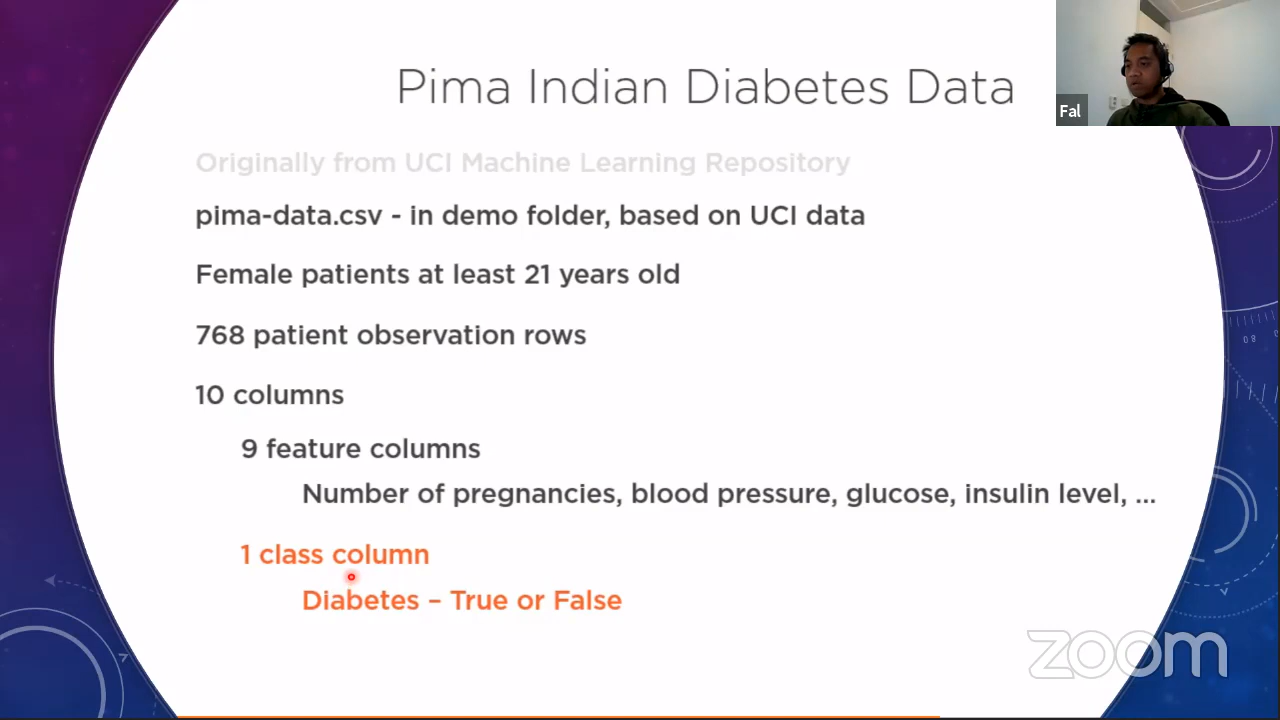 Pima Indian Diabetes Data
Fal
Originally from UCI Machine Learning Repository
pima-data.csv - in demo folder, based on UCI data
Female patients at least 21 years old
768 patient observation rows
10 columns
9 feature columns
Number of pregnancies, blood pressure, glucose, insulin level, ...
1 class column
Diabetes – True or False
80
zoom